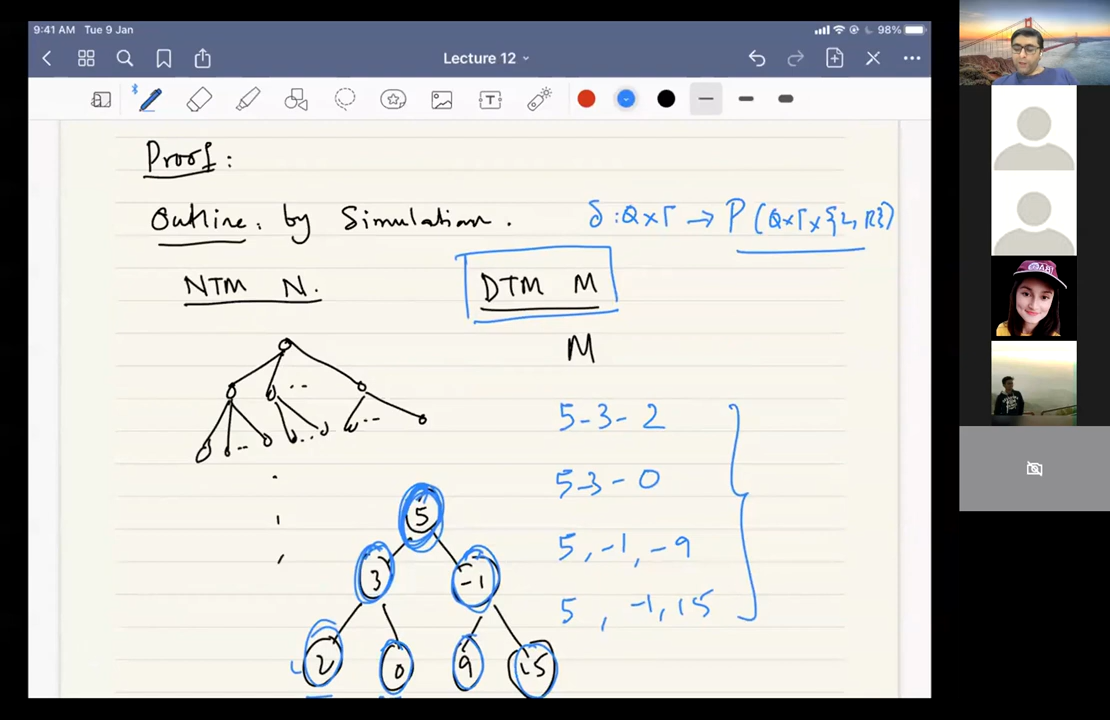 9:41 AM Tue 9 Jan
98%
Lecture 12
Proof:
Outline: by Simulation.
δ : Q×Γ → P(Q×Γ×{L, R})
NTM N.
DTM M
M
5-3-2
5-3-0
5, -1, -9
5, -1, 15
5
3
-1
2
0
9
15